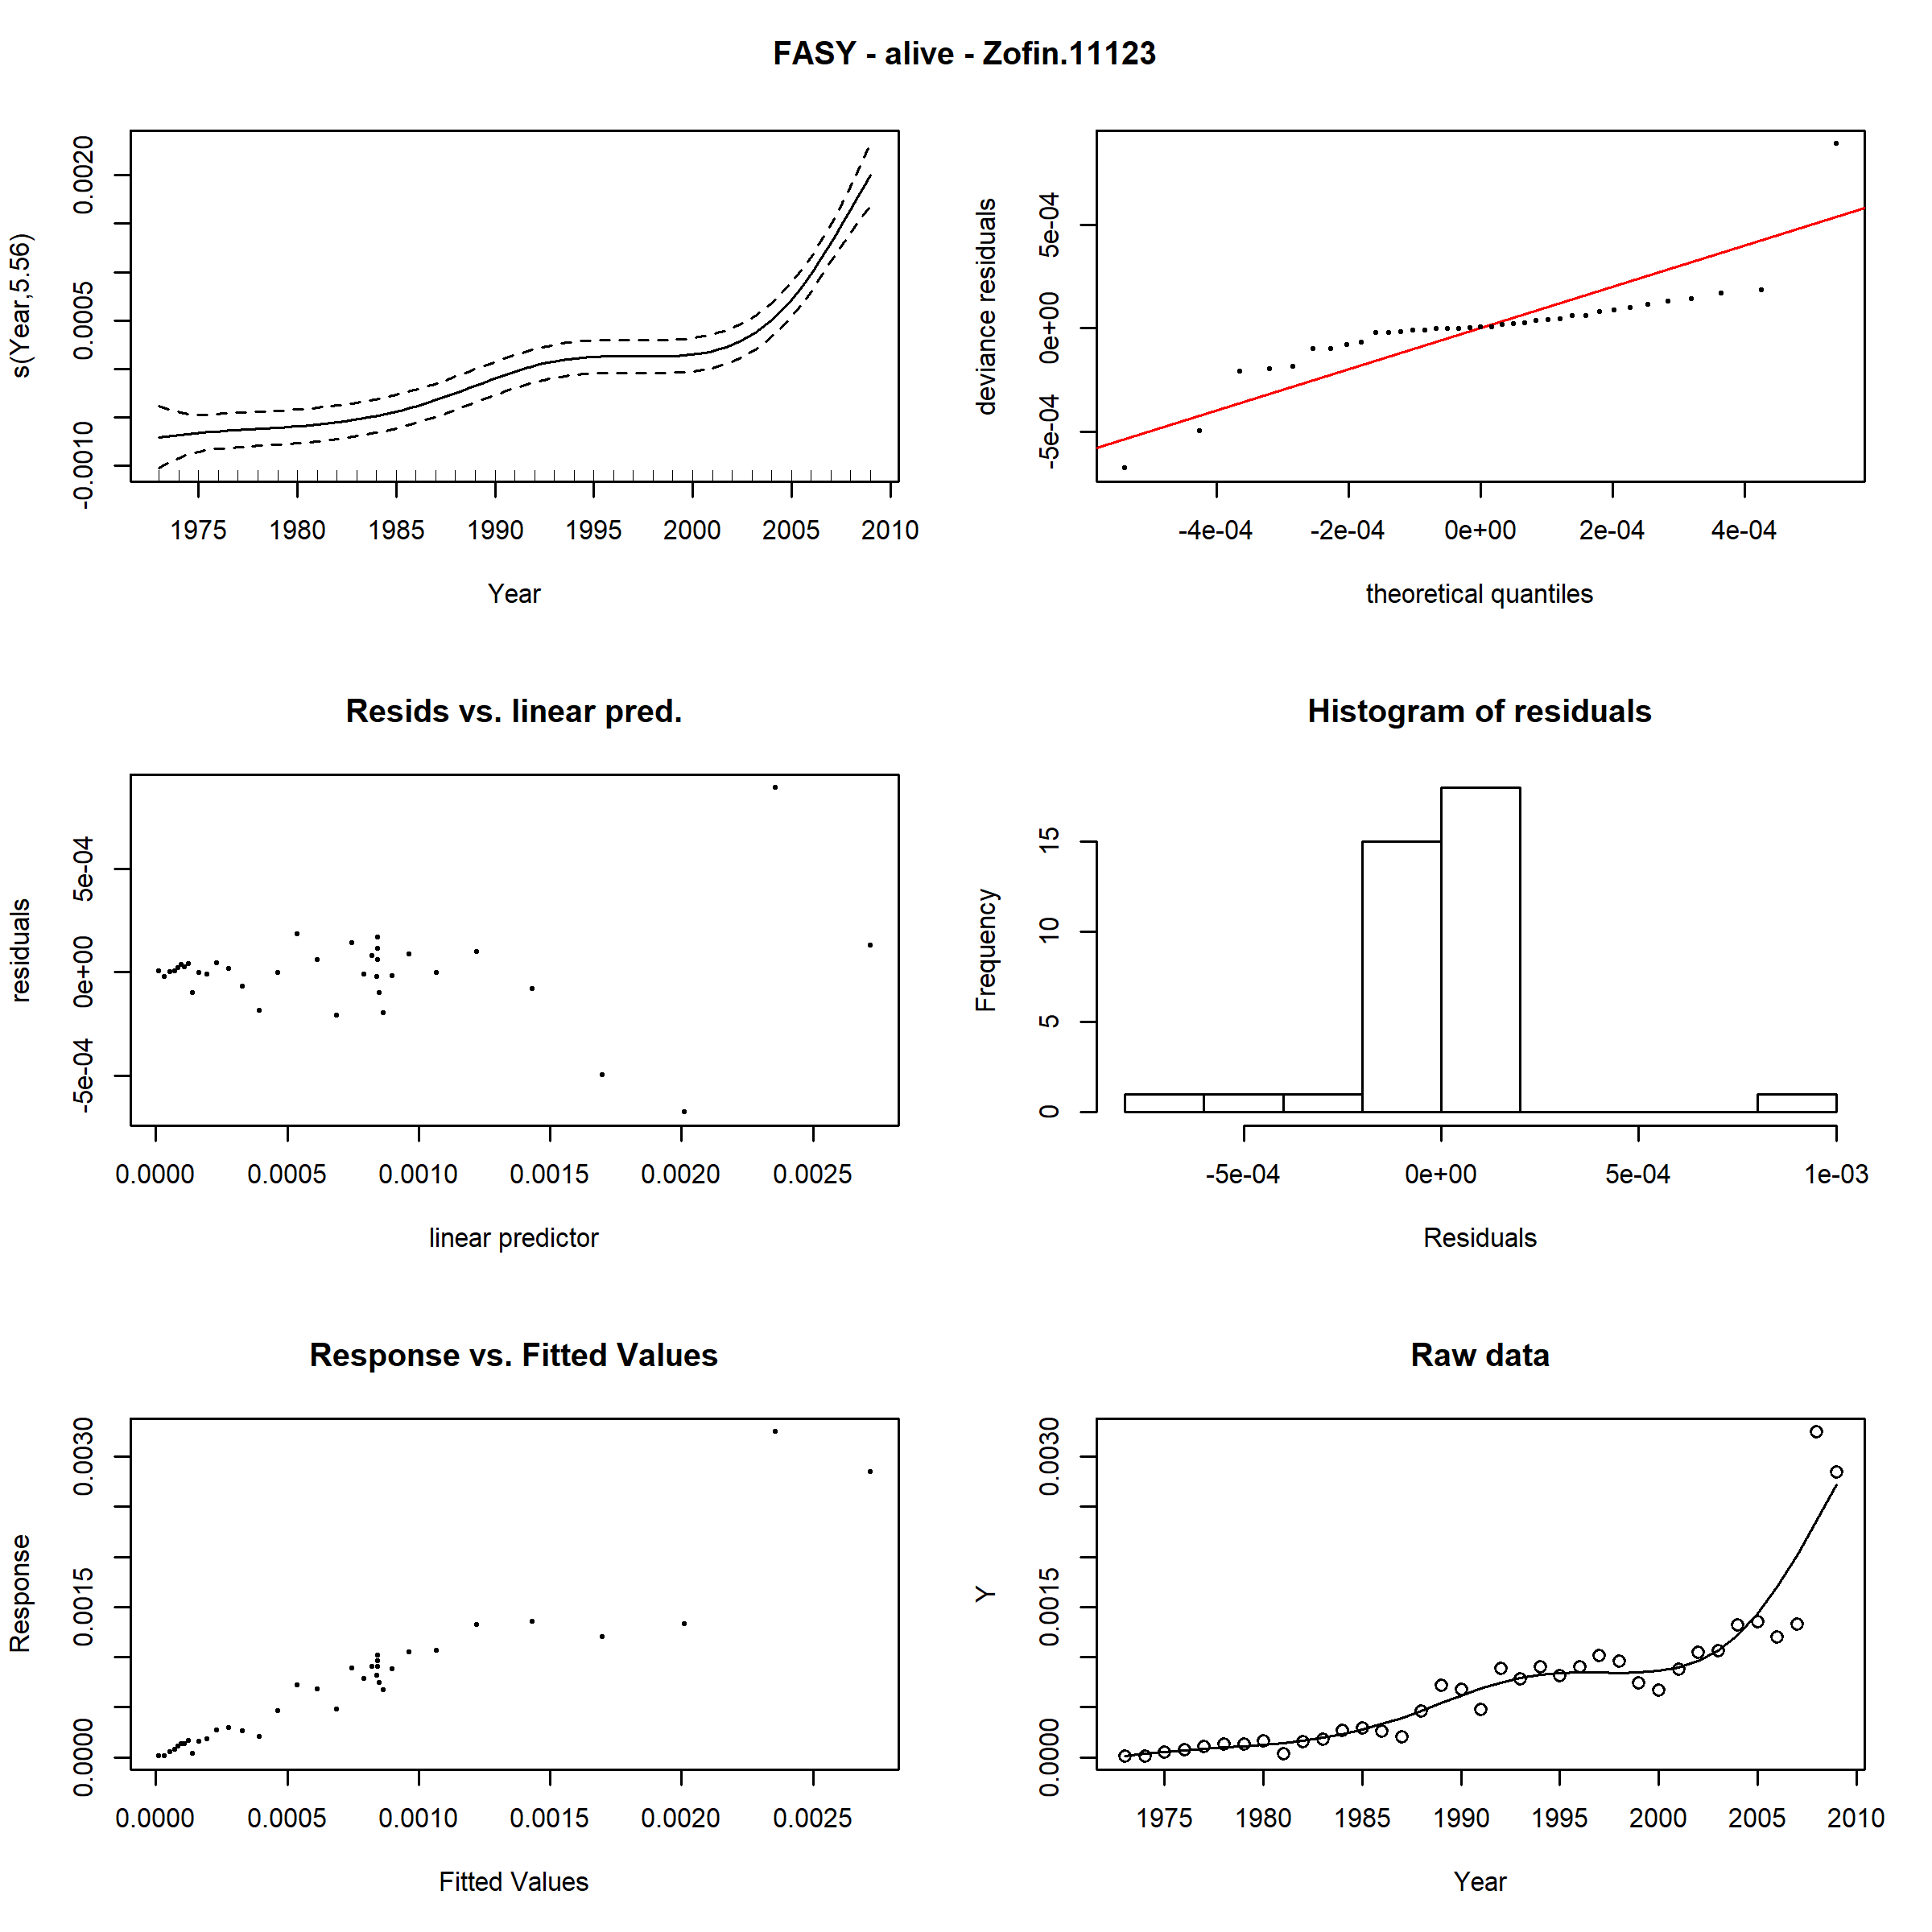 FASY - alive - Zofin.11123
s(Year,5.56)
-0.0010 0.0005 0.0020
1975 1980 1985 1990 1995 2000 2005 2010
Year
deviance residuals
-5e-04 0e+00 5e-04
-4e-04 -2e-04 0e+00 2e-04 4e-04
theoretical quantiles
Resids vs. linear pred.
residuals
-5e-04 0e+00 5e-04
0.0000 0.0005 0.0010 0.0015 0.0020 0.0025
linear predictor
Histogram of residuals
Frequency
0 5 10 15
-5e-04 0e+00 5e-04 1e-03
Residuals
Response vs. Fitted Values
Response
0.0000 0.0015 0.0030
0.0000 0.0005 0.0010 0.0015 0.0020 0.0025
Fitted Values
Raw data
Y
0.0000 0.0015 0.0030
1975 1980 1985 1990 1995 2000 2005 2010
Year